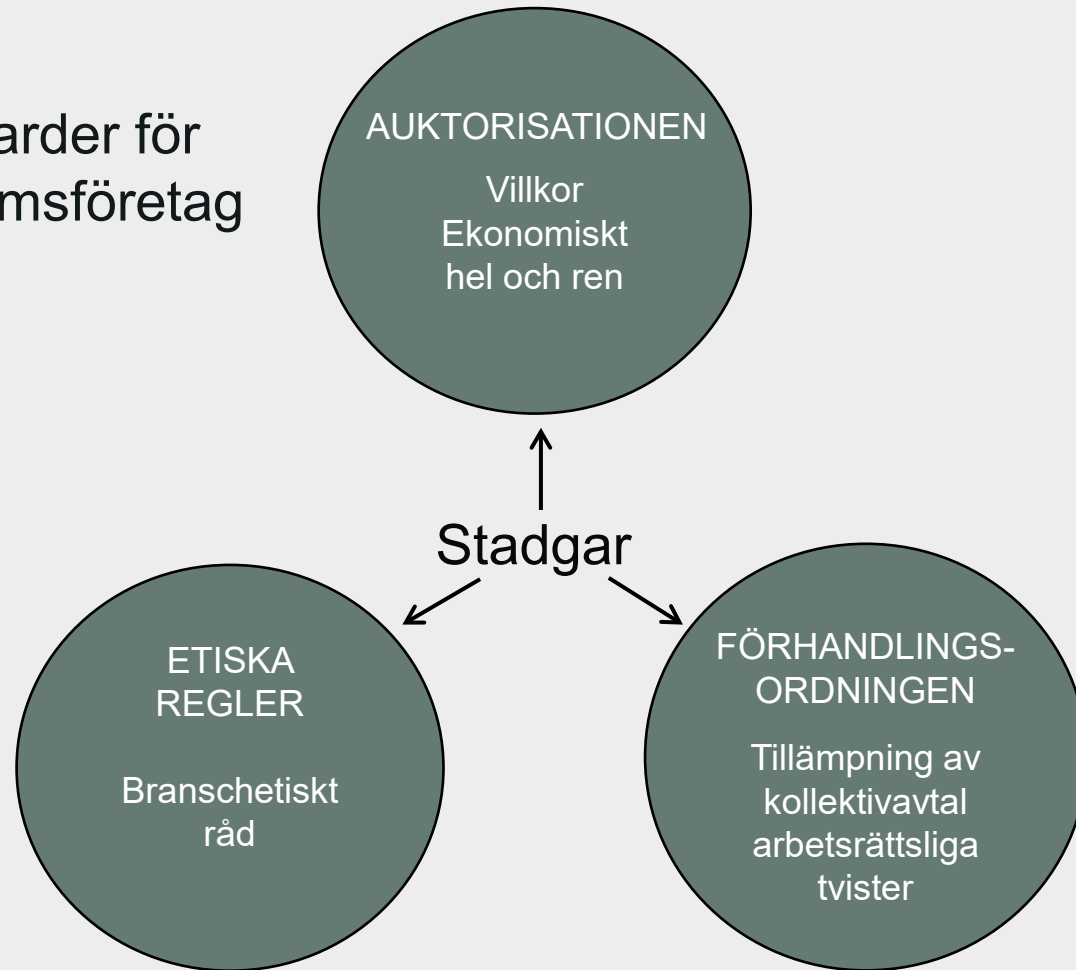 arder för
msföretag
AUKTORISATIONEN
Villkor
Ekonomiskt
hel och ren
Stadgar
ETISKA
REGLER
Branschetiskt
råd
FÖRHANDLINGS-
ORDNINGEN
Tillämpning av
kollektivavtal
arbetsrättsliga
tvister